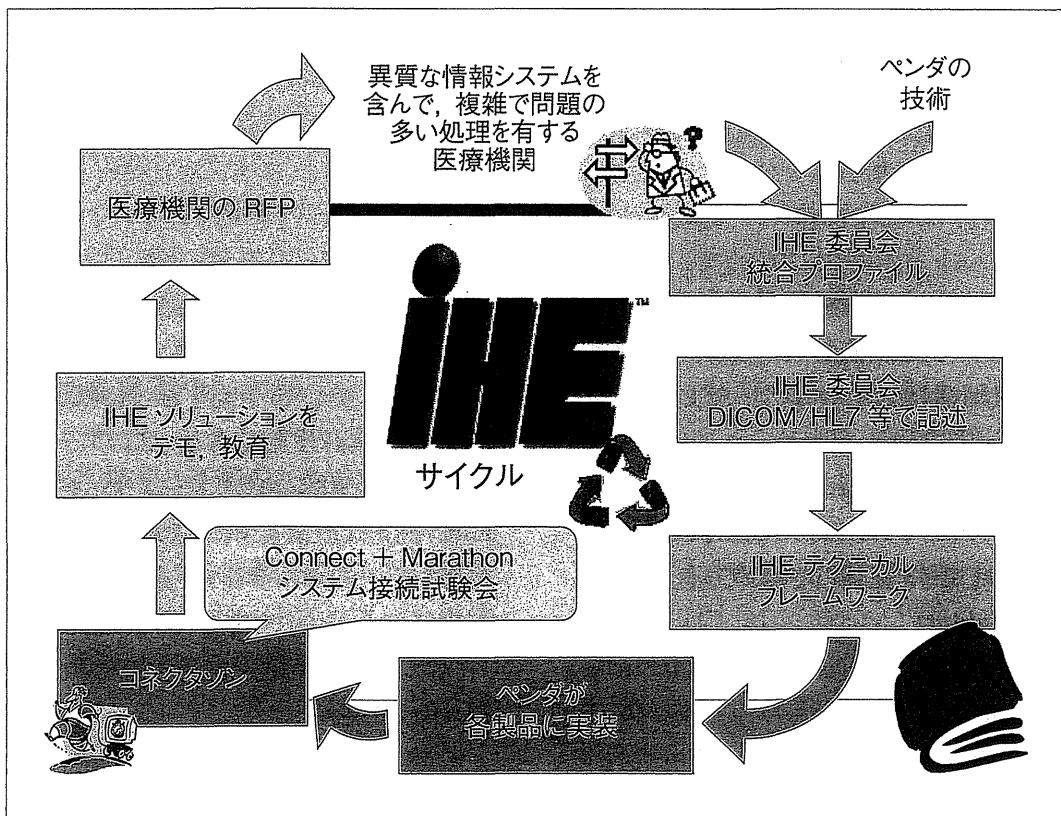 異質な情報システムを
含んで，複雑で問題の
多い処理を有する
医療機関
ベンダの
技術
医療機関の RFP
IHE 委員会
統合プロファイル
IHE™
サイクル
IHE 委員会
DICOM/HL7 等で記述
IHE ソリューションを
デモ，教育
Connect ＋ Marathon
システム接続試験会
IHE テクニカル
フレームワーク
コネクタソン
ベンダが
各製品に実装
?